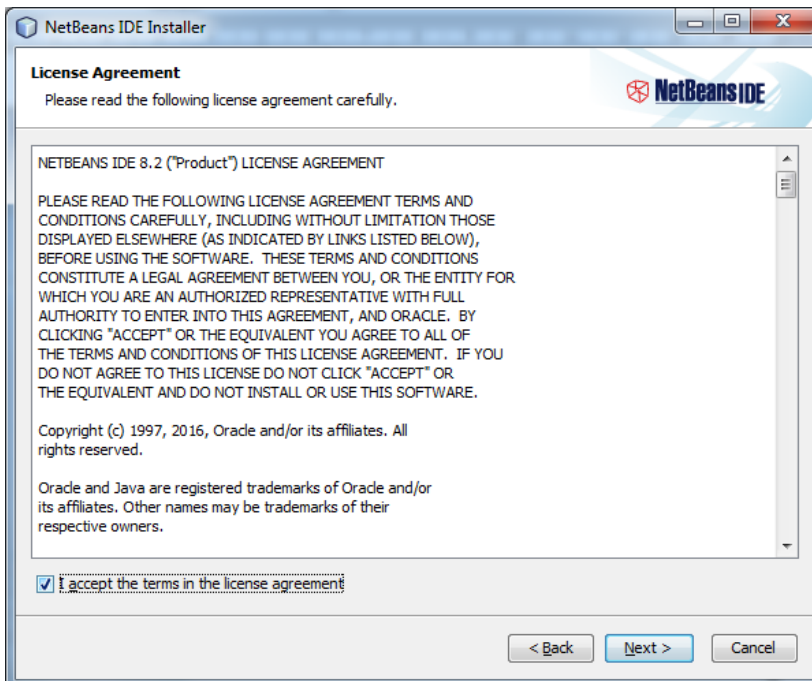 NetBeans IDE Installer
License Agreement
Please read the following license agreement carefully.
NetBeans IDE
NETBEANS IDE 8.2 ("Product") LICENSE AGREEMENT
PLEASE READ THE FOLLOWING LICENSE AGREEMENT TERMS AND
CONDITIONS CAREFULLY, INCLUDING WITHOUT LIMITATION THOSE
DISPLAYED ELSEWHERE (AS INDICATED BY LINKS LISTED BELOW),
BEFORE USING THE SOFTWARE.  THESE TERMS AND CONDITIONS
CONSTITUTE A LEGAL AGREEMENT BETWEEN YOU, OR THE ENTITY FOR
WHICH YOU ARE AN AUTHORIZED REPRESENTATIVE WITH FULL
AUTHORITY TO ENTER INTO THIS AGREEMENT, AND ORACLE.  BY
CLICKING "ACCEPT" OR THE EQUIVALENT YOU AGREE TO ALL OF
THE TERMS AND CONDITIONS OF THIS LICENSE AGREEMENT.  IF YOU
DO NOT AGREE TO THIS LICENSE DO NOT CLICK "ACCEPT" OR
THE EQUIVALENT AND DO NOT INSTALL OR USE THIS SOFTWARE.
Copyright (c) 1997, 2016, Oracle and/or its affiliates. All
rights reserved.
Oracle and Java are registered trademarks of Oracle and/or
its affiliates. Other names may be trademarks of their
respective owners.
I accept the terms in the license agreement
< Back
Next >
Cancel